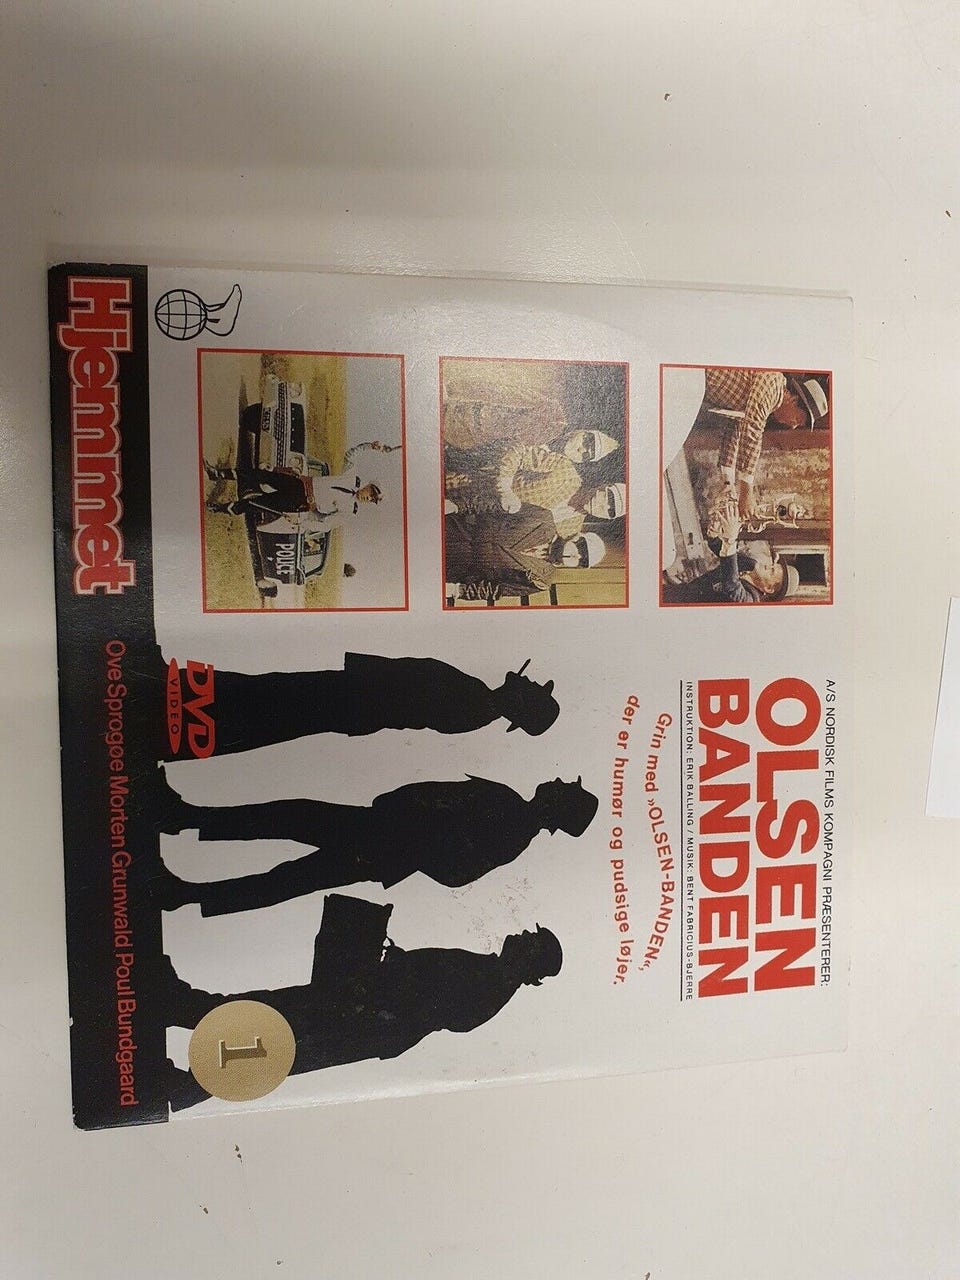 A/S NORDISK FILMS KOMPAGNI PRÆSENTERER:
OLSEN
BANDEN
INSTRUKTION: ERIK BALLING / MUSIK: BENT FABRICIUS-BJERRE
Grin med »OLSEN-BANDEN«,
der er humør og pudsige løjer.
POLICE
DVD
VIDEO
1
Hjemmet
Ove Sprogøe Morten Grunwald Poul Bundgaard